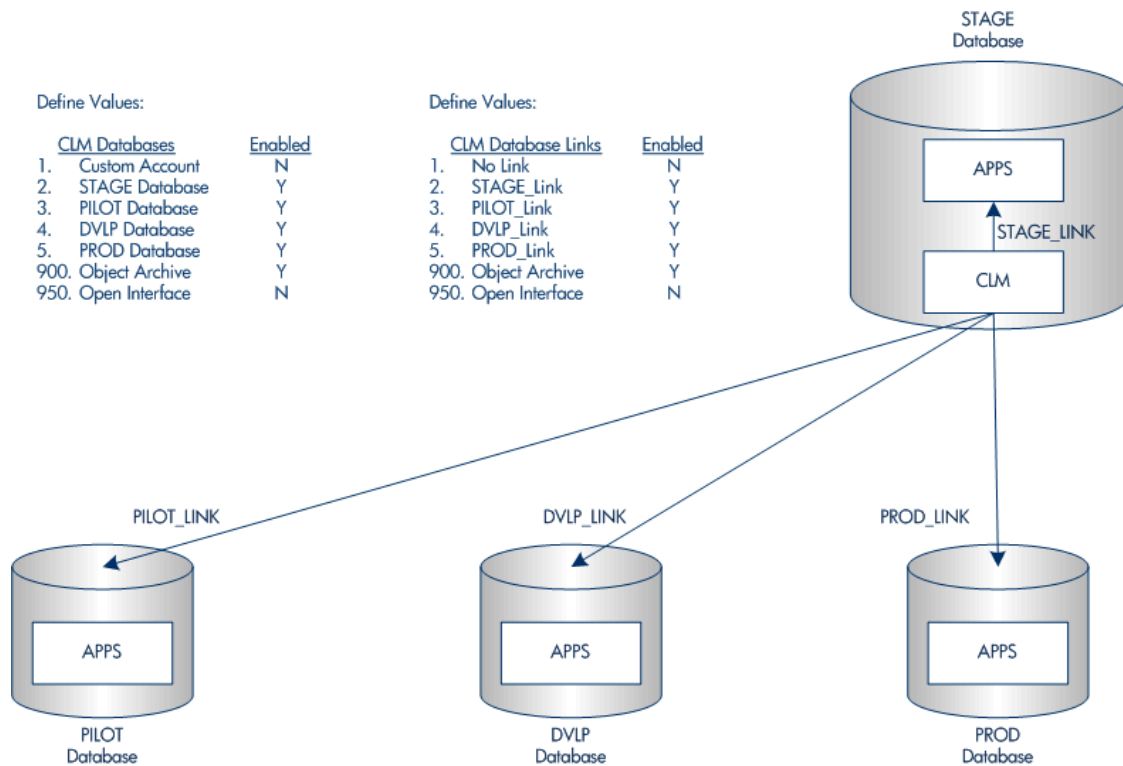 STAGE
Database
Define Values:
CLM Databases Enabled
1. Custom Account N
2. STAGE Database Y
3. PILOT Database Y
4. DVLP Database Y
5. PROD Database Y
900. Object Archive Y
950. Open Interface N
Define Values:
CLM Database Links Enabled
1. No Link N
2. STAGE_Link Y
3. PILOT_Link Y
4. DVLP_Link Y
5. PROD_Link Y
900. Object Archive Y
950. Open Interface N
APPS
STAGE_LINK
CLM
PILOT_LINK
DVLP_LINK
PROD_LINK
APPS
APPS
APPS
PILOT
Database
DVLP
Database
PROD
Database